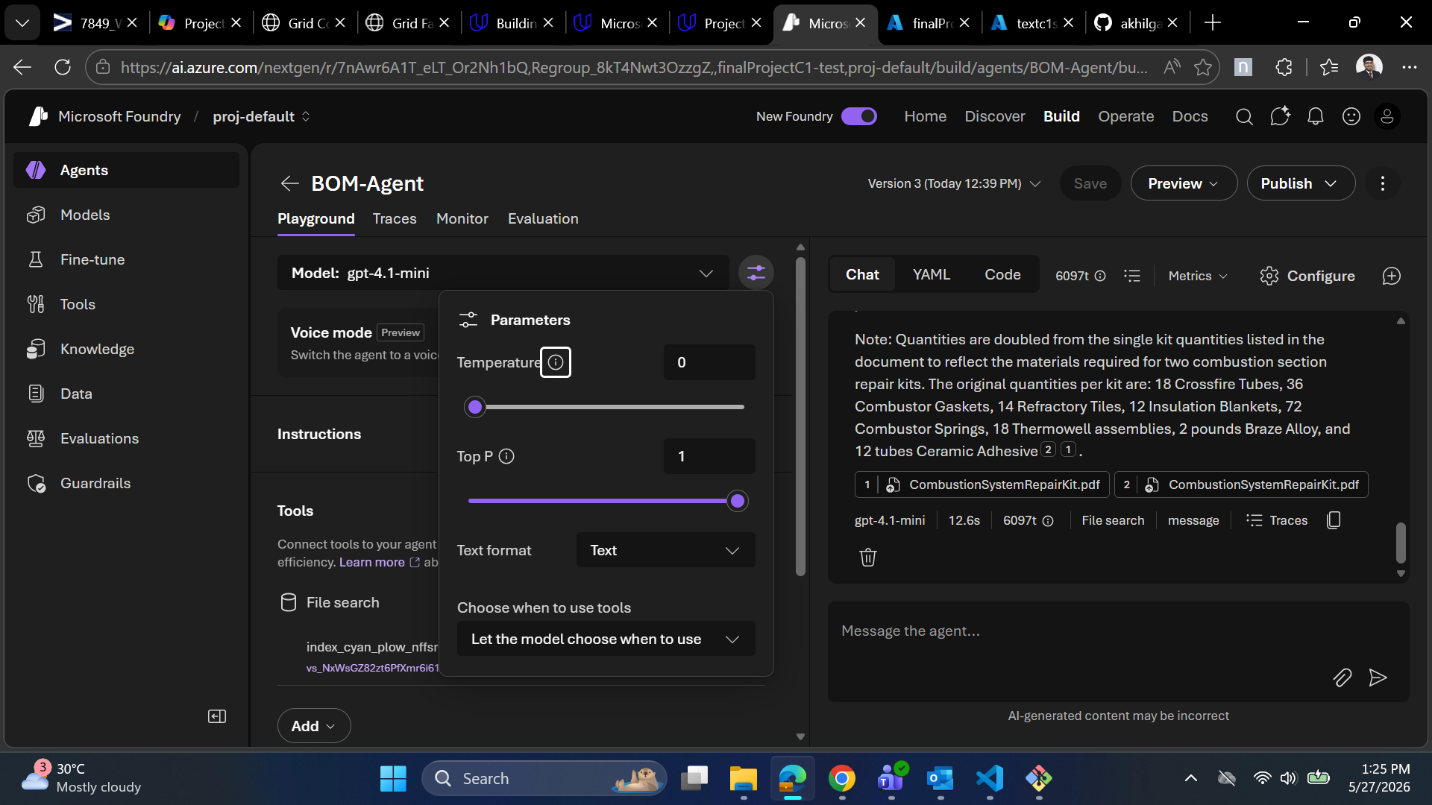 7849_V
Project
Grid Co
Grid Fa
Buildin
Micros
Project
Micros
finalPro
textc1s
akhilga
https://ai.azure.com/nextgen/r/7nAwr6A1T_eLT_Or2Nh1bQ,Regroup_8kT4Nwt3OzzgZ,,finalProjectC1-test,proj-default/build/agents/BOM-Agent/bu...
Microsoft Foundry / proj-default
New Foundry
Home Discover Build Operate Docs
Agents
Models
Fine-tune
Tools
Knowledge
Data
Evaluations
Guardrails
BOM-Agent
Version 3 (Today 12:39 PM)
Save
Preview
Publish
Playground Traces Monitor Evaluation
Model: gpt-4.1-mini
Voice mode Preview
Switch the agent to a voic
Instructions
Tools
Connect tools to your agent
efficiency. Learn more ab
File search
index_cyan_plow_nffsr
vs_NxWsGZ82zt6PfXmr6i61
Add
Parameters
Temperature 0
Top P 1
Text format Text
Choose when to use tools
Let the model choose when to use
Chat YAML Code
6097t
Metrics
Configure
Note: Quantities are doubled from the single kit quantities listed in the
document to reflect the materials required for two combustion section
repair kits. The original quantities per kit are: 18 Crossfire Tubes, 36
Combustor Gaskets, 14 Refractory Tiles, 12 Insulation Blankets, 72
Combustor Springs, 18 Thermowell assemblies, 2 pounds Braze Alloy, and
12 tubes Ceramic Adhesive 2 1 .
1 CombustionSystemRepairKit.pdf 2 CombustionSystemRepairKit.pdf
gpt-4.1-mini 12.6s 6097t File search message Traces
Message the agent...
AI-generated content may be incorrect
3
30°C
Mostly cloudy
Search
1:25 PM
5/27/2026